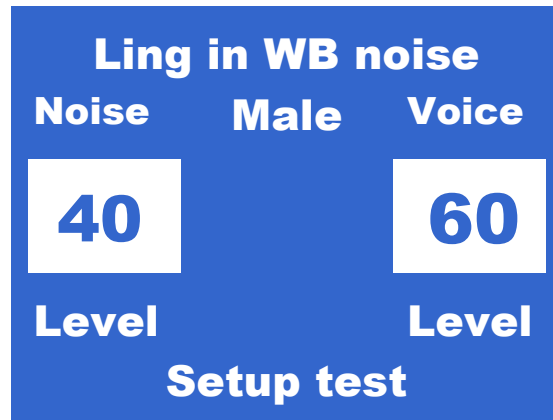 Ling in WB noise
Noise Male Voice
40 60
Level Level
Setup test